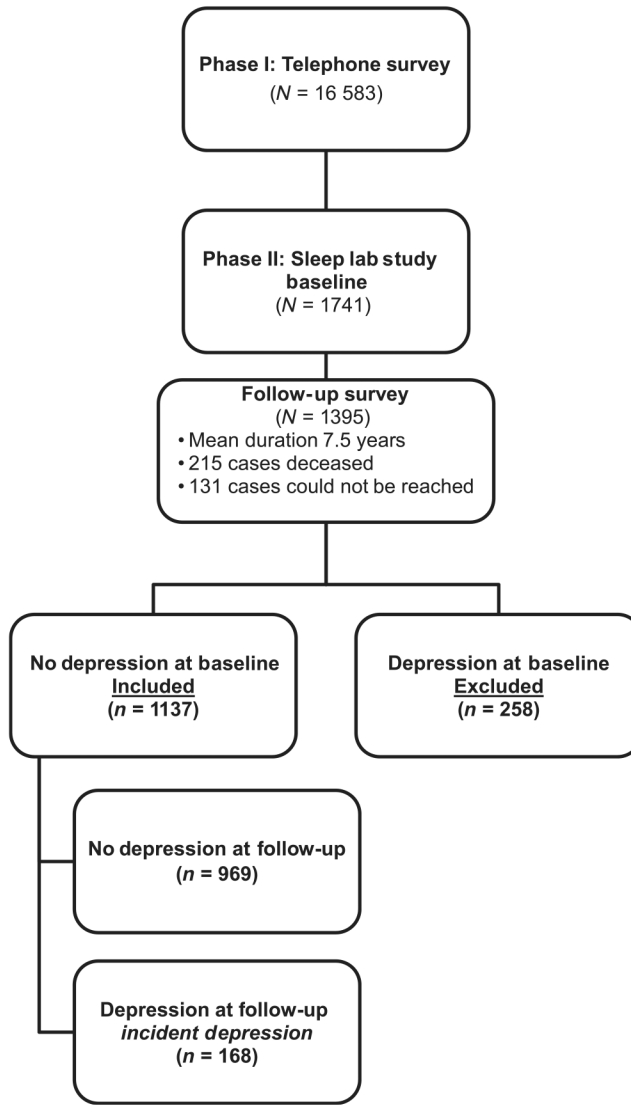 Phase I: Telephone survey
(N = 16 583)
Phase II: Sleep lab study
baseline
(N = 1741)
Follow-up survey
(N = 1395)
• Mean duration 7.5 years
• 215 cases deceased
• 131 cases could not be reached
No depression at baseline
Included
(n = 1137)
Depression at baseline
Excluded
(n = 258)
No depression at follow-up
(n = 969)
Depression at follow-up
incident depression
(n = 168)